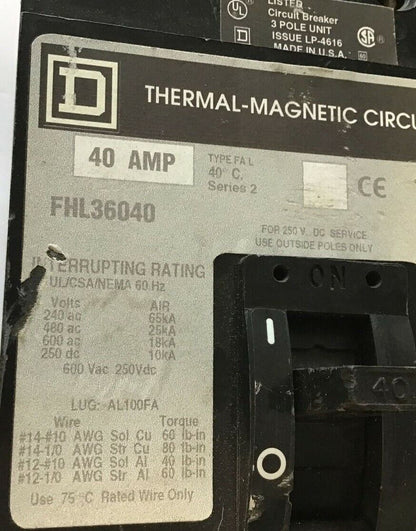 LISTED
Circuit Breaker
3 POLE UNIT
ISSUE LP-4616
MADE IN U.S.A.
UL
D
SA
60
D
THERMAL-MAGNETIC CIRCU
40 AMP
TYPE FA L
40° C.
Series 2
CE
FHL36040
FOR 250 V. DC SERVICE
USE OUTSIDE POLES ONLY
INTERRUPTING RATING
UL/CSA/NEMA 60 Hz
Volts AIR
240 ac 65kA
480 ac 25kA
600 ac 18kA
250 dc 10kA
600 Vac 250Vdc
LUG: AL100FA
Wire Torque
#14-#10 AWG Sol Cu 60 lb-in
#14-1/0 AWG Str Cu 80 lb-in
#12-#10 AWG Sol Al 40 lb-in
#12-1/0 AWG Str Al 60 lb-in
Use 75°C Rated Wire Only
ON
I
40
O